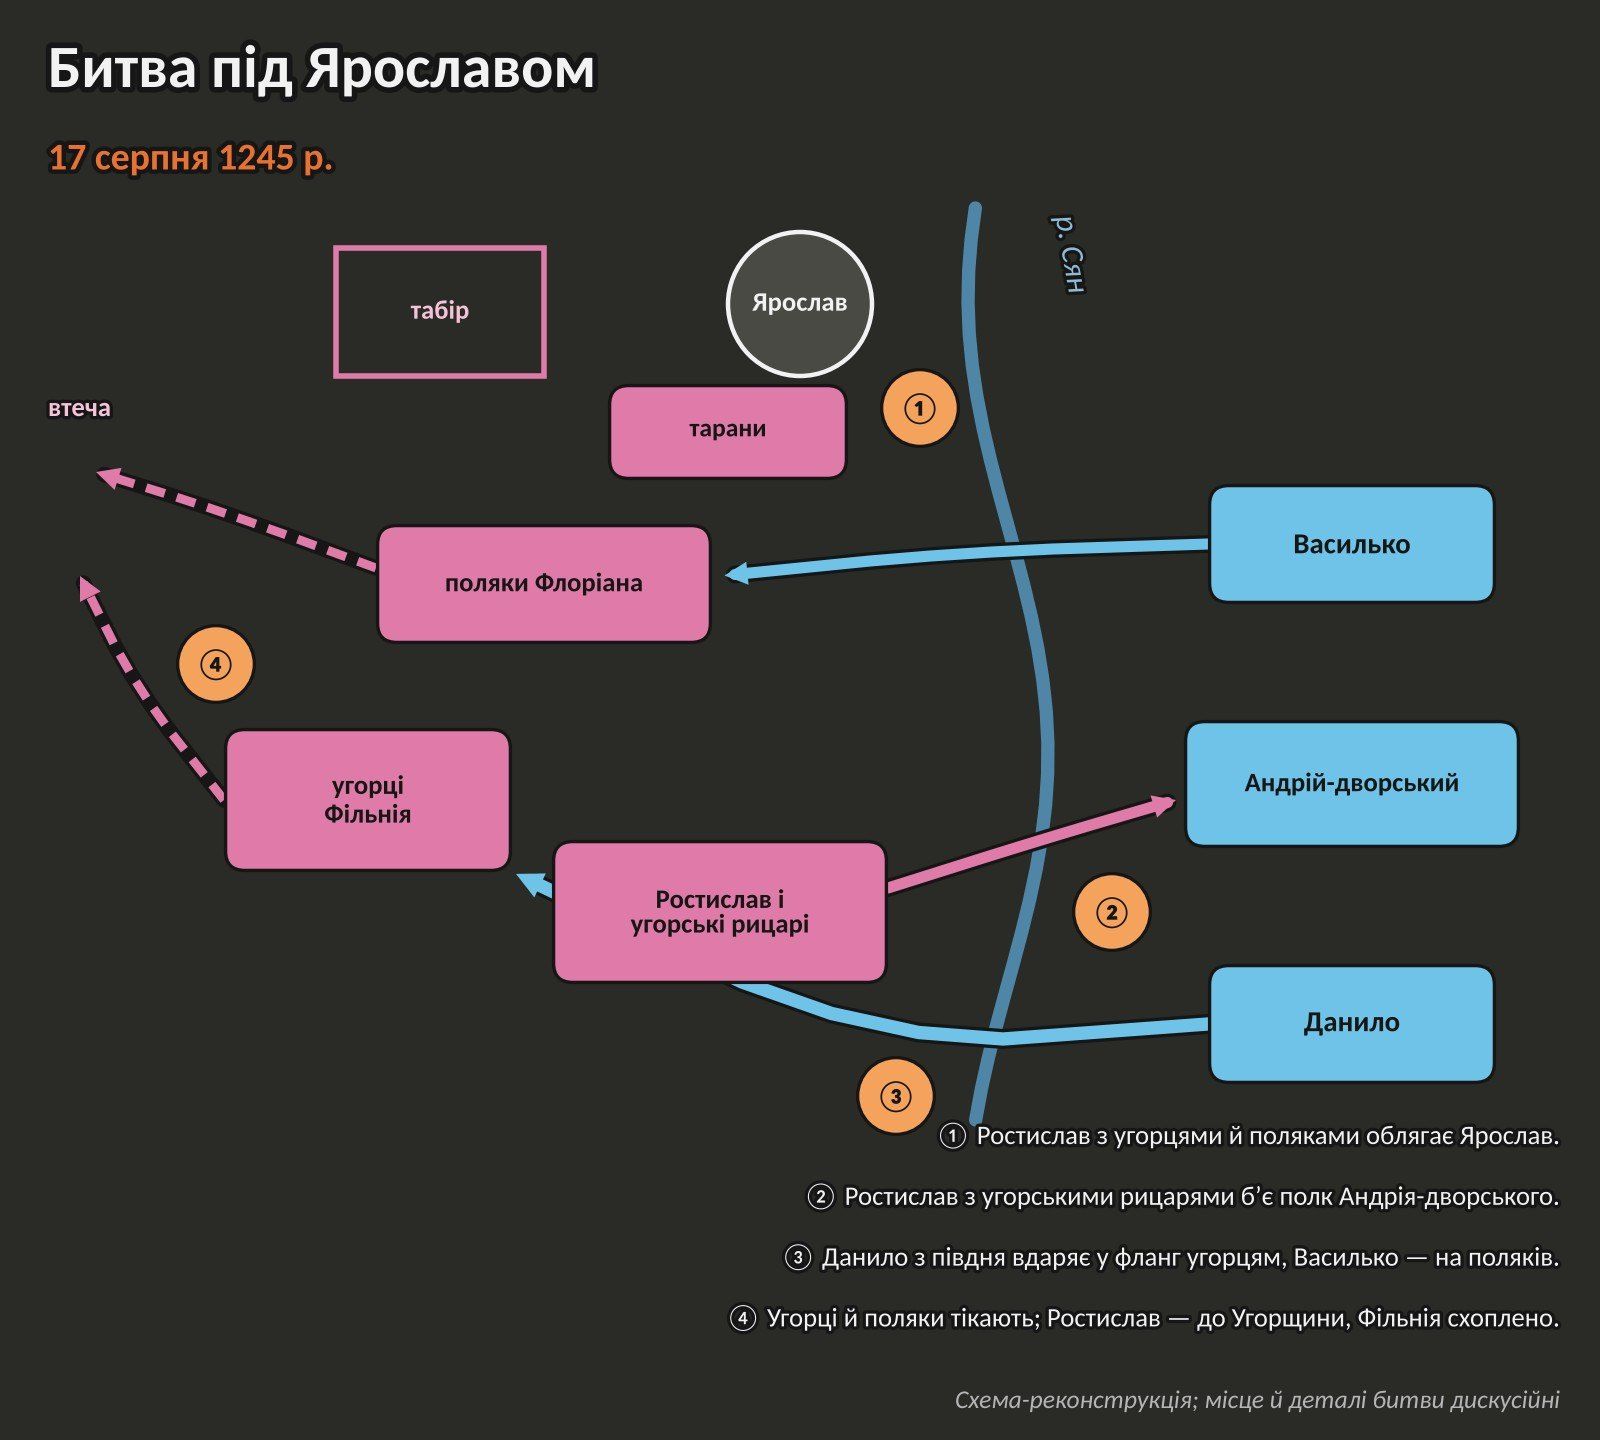 Битва під Ярославом
17 серпня 1245 р.
р. Сян
табір
Ярослав
втеча
тарани
①
Василько
поляки Флоріана
④
угорці
Фільнія
Андрій-дворський
Ростислав і
угорські рицарі
②
Данило
③
① Ростислав з угорцями й поляками облягає Ярослав.
② Ростислав з угорськими рицарями б’є полк Андрія-дворського.
③ Данило з півдня вдаряє у фланг угорцям, Василько — на поляків.
④ Угорці й поляки тікають; Ростислав — до Угорщини, Фільнія схоплено.
Схема-реконструкція; місце й деталі битви дискусійні